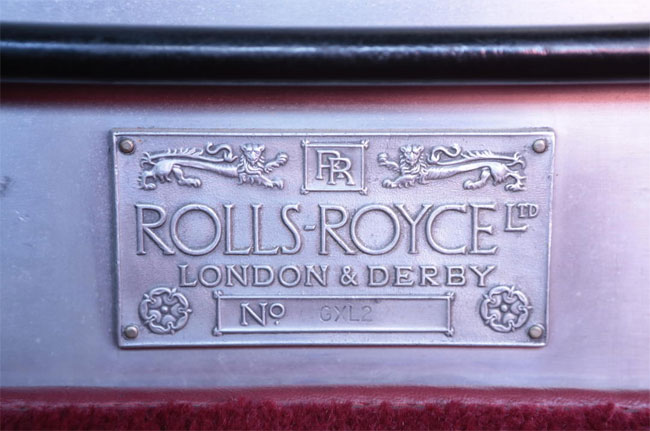 RR
ROLLS-ROYCE LTD
LONDON & DERBY
No. GXL2